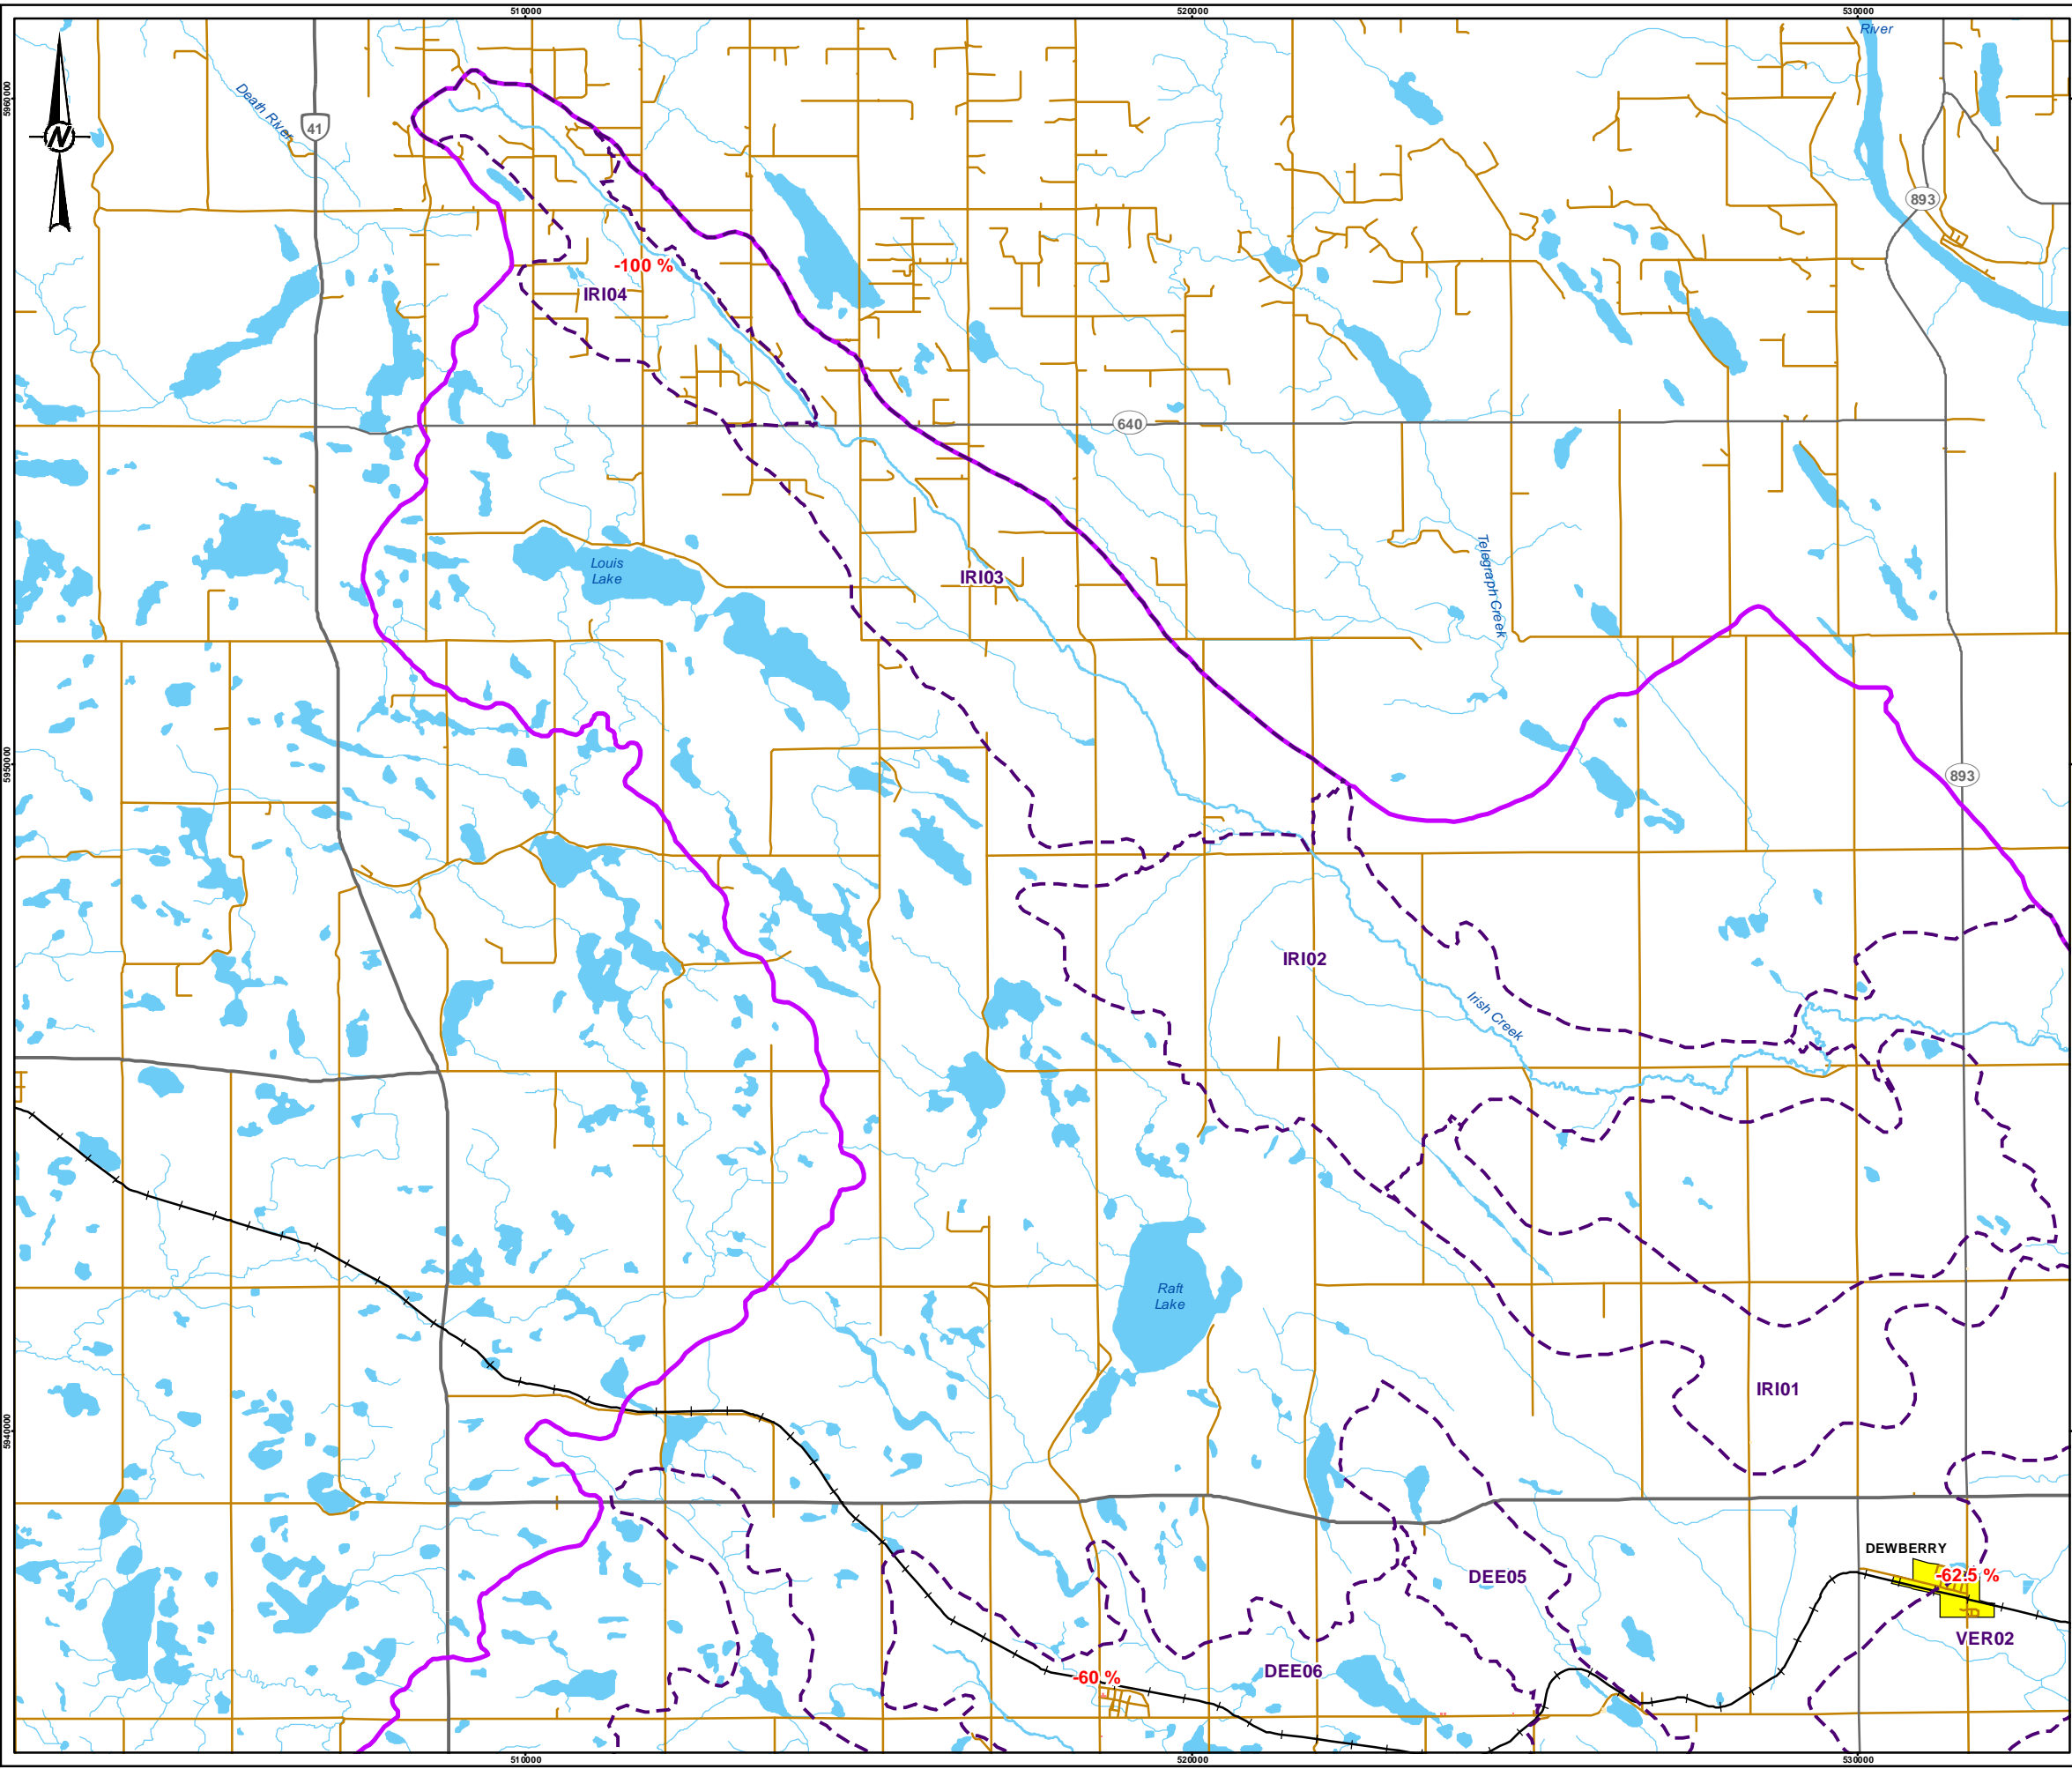 510000
520000
530000
River
5960000
Death River
41
N
893
-100 %
IRI04
640
Telegraph Creek
Louis
Lake
IRI03
5950000
893
IRI02
Irish Creek
Raft
Lake
IRI01
5940000
DEWBERRY
-62.5 %
DEE05
VER02
DEE06
-60 %
510000
520000
530000